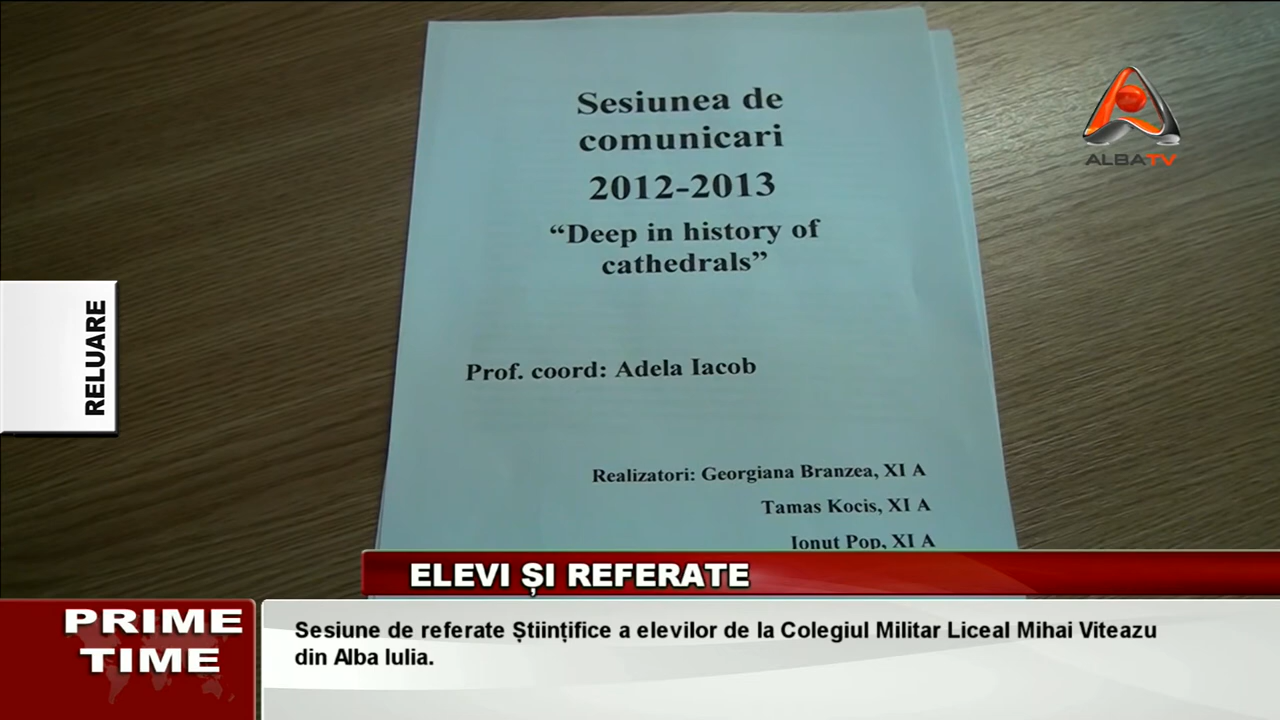 Sesiunea de
comunicari
2012-2013
“Deep in history of
cathedrals”
Prof. coord: Adela Iacob
Realizatori: Georgiana Branzea, XI A
Tamas Kocis, XI A
Ionut Pop, XI A
ALBATV
RELUARE
ELEVI ȘI REFERATE
PRIME
TIME
Sesiune de referate Științifice a elevilor de la Colegiul Militar Liceal Mihai Viteazu
din Alba Iulia.